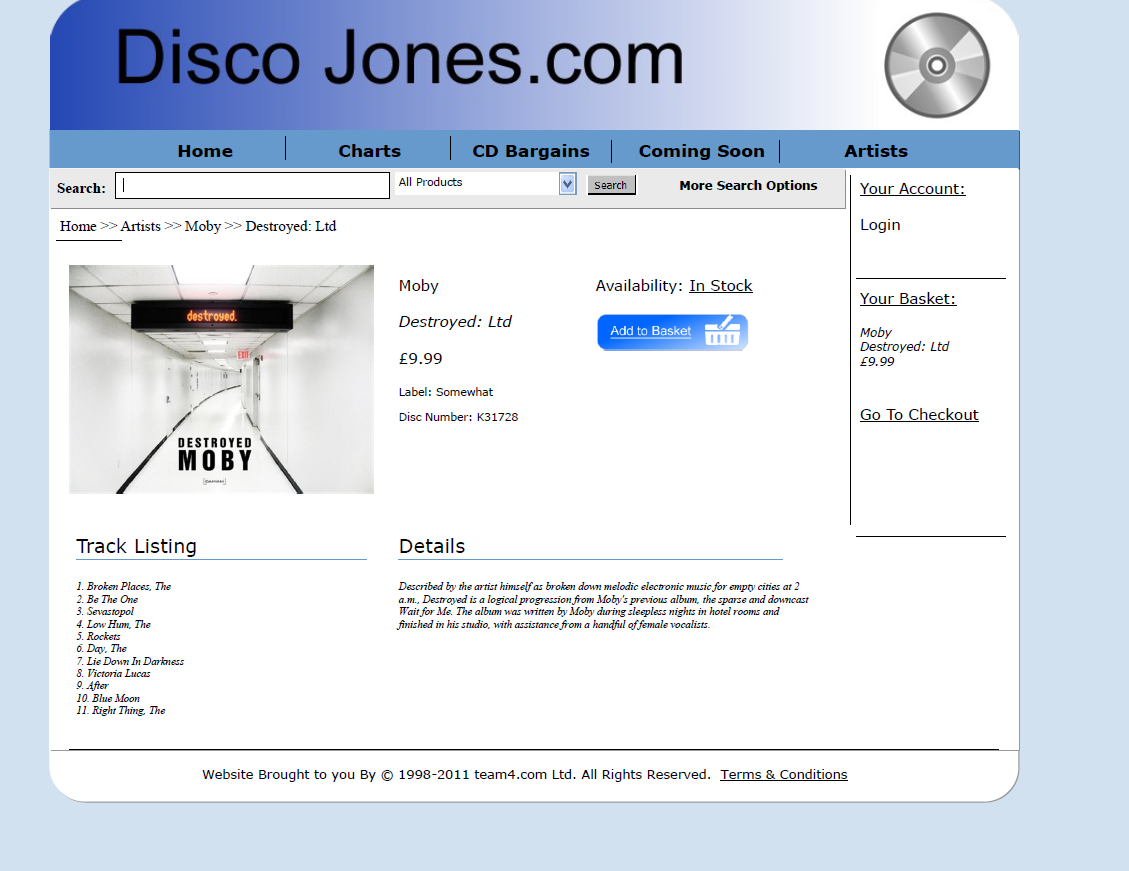 Disco Jones.com
Home
Charts
CD Bargains
Coming Soon
Artists
Search:
All Products
Search
More Search Options
Your Account:
Login
Home >> Artists >> Moby >> Destroyed: Ltd
destroyed.
EXIT
DESTROYED
MOBY
Moby
Destroyed: Ltd
£9.99
Label: Somewhat
Disc Number: K31728
Availability: In Stock
Add to Basket
Your Basket:
Moby
Destroyed: Ltd
£9.99
Go To Checkout
Track Listing
1. Broken Places, The
2. Be The One
3. Sevastopol
4. Low Hum, The
5. Rockets
6. Day, The
7. Lie Down In Darkness
8. Victoria Lucas
9. After
10. Blue Moon
11. Right Thing, The
Details
Described by the artist himself as broken down melodic electronic music for empty cities at 2
a.m., Destroyed is a logical progression from Moby's previous album, the sparse and downcast
Wait for Me. The album was written by Moby during sleepless nights in hotel rooms and
finished in his studio, with assistance from a handful of female vocalists.
Website Brought to you By © 1998-2011 team4.com Ltd. All Rights Reserved. Terms & Conditions